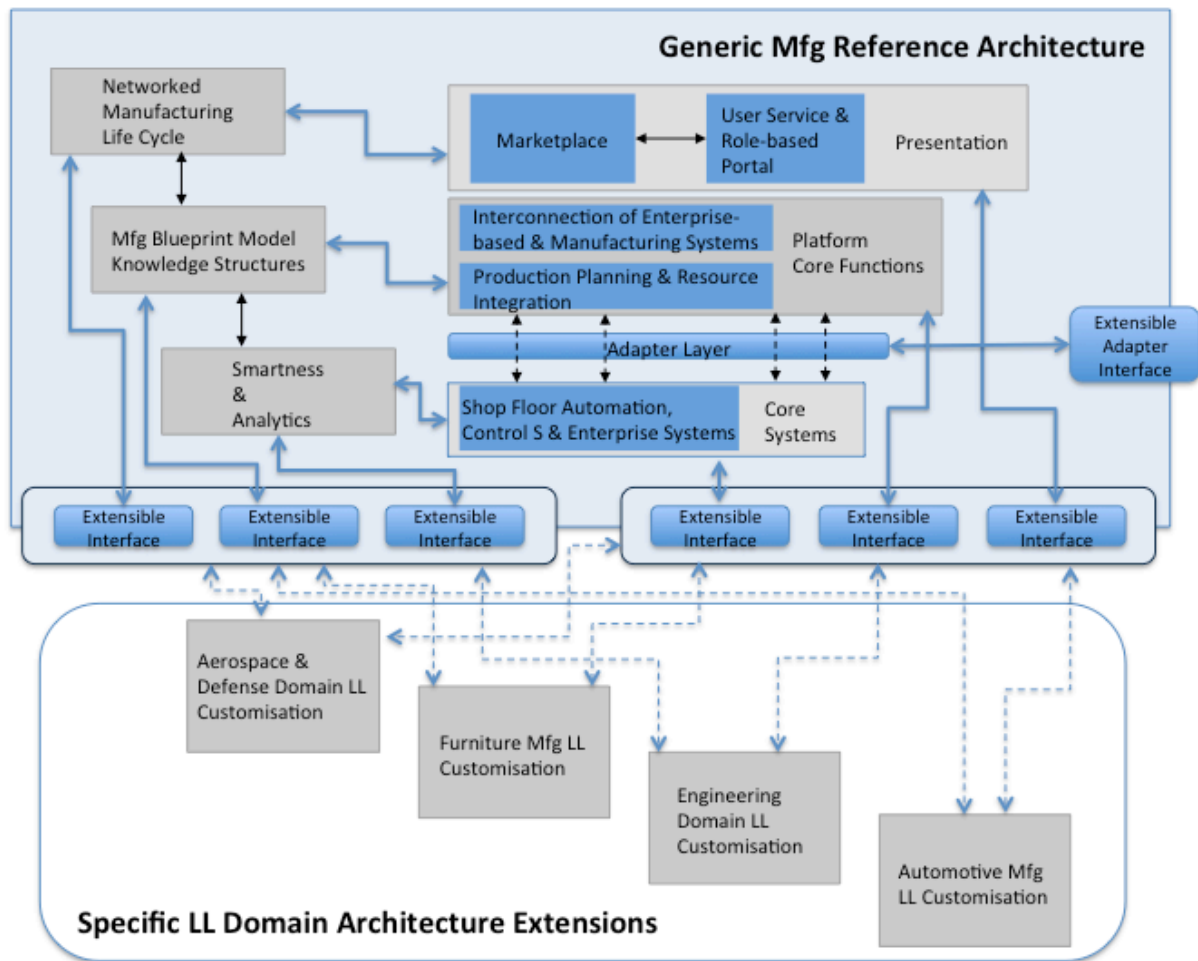 Generic Mfg Reference Architecture
Networked
Manufacturing
Life Cycle
Marketplace
User Service &
Role-based
Portal
Presentation
Mfg Blueprint Model
Knowledge Structures
Interconnection of Enterprise-
based & Manufacturing Systems
Production Planning & Resource
Integration
Platform
Core Functions
Adapter Layer
Extensible
Adapter
Interface
Smartness
&
Analytics
Shop Floor Automation,
Control S & Enterprise Systems
Core
Systems
Extensible
Interface
Extensible
Interface
Extensible
Interface
Extensible
Interface
Extensible
Interface
Extensible
Interface
Aerospace &
Defense Domain LL
Customisation
Furniture Mfg LL
Customisation
Engineering
Domain LL
Customisation
Automotive Mfg
LL Customisation
Specific LL Domain Architecture Extensions